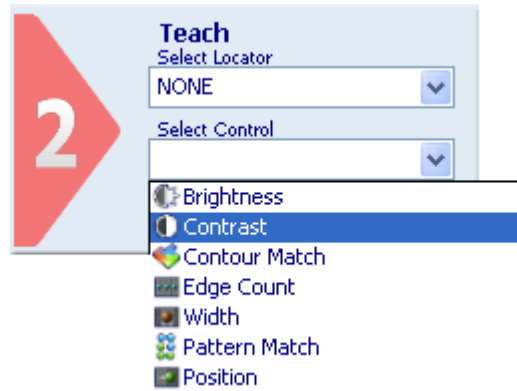 2
Teach
Select Locator
NONE
Select Control
Brightness
Contrast
Contour Match
Edge Count
Width
Pattern Match
Position